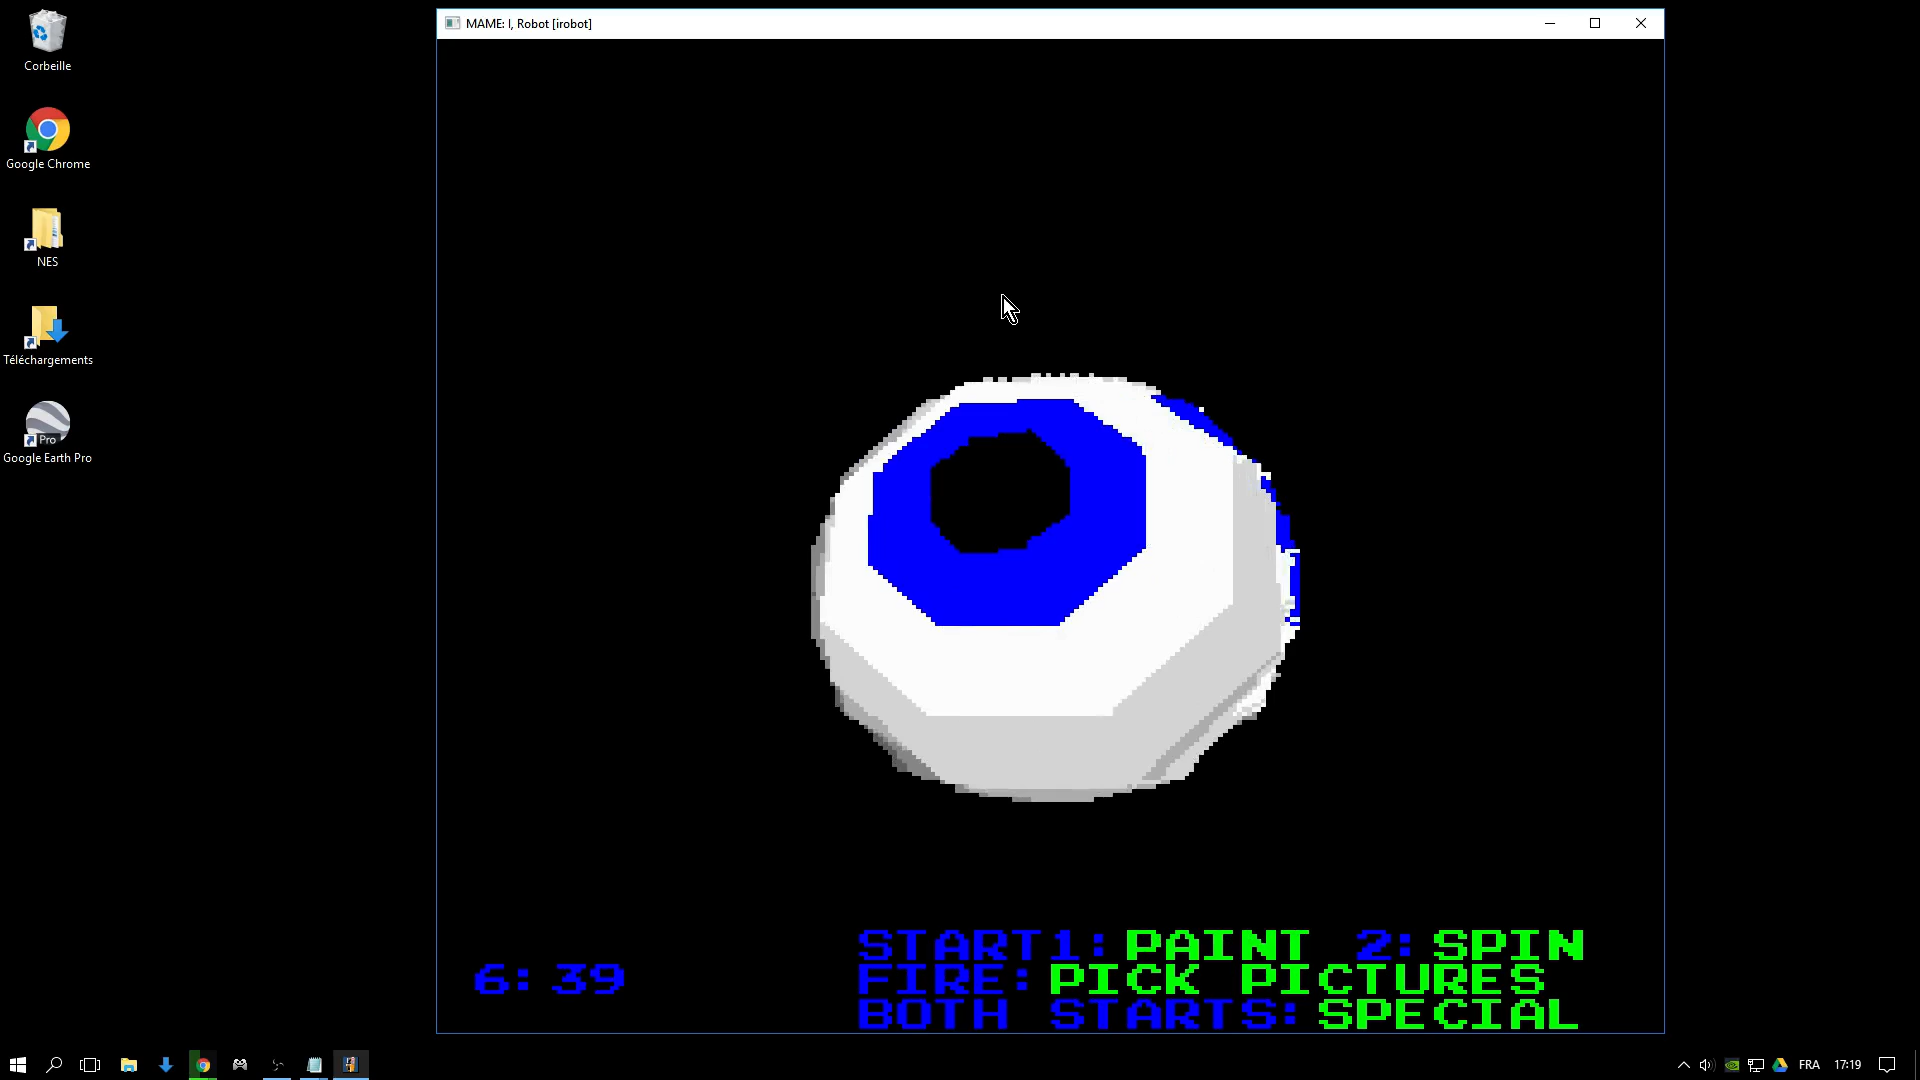 MAME: I, Robot [irobot]
Corbeille
Google Chrome
NES
Téléchargements
Pro
Google Earth Pro
START1:PAINT 2:SPIN
6:39
FIRE:PICK PICTURES
BOTH STARTS:SPECIAL
FRA
17:19